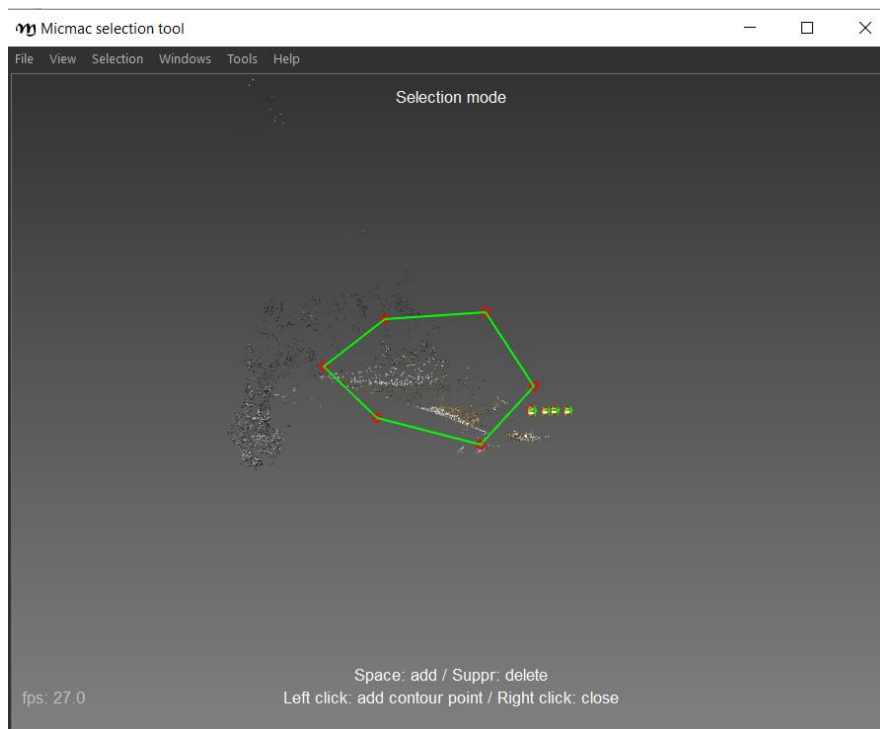 Micmac selection tool
File View Selection Windows Tools Help
Selection mode
Space: add / Suppr: delete
fps: 27.0 Left click: add contour point / Right click: close